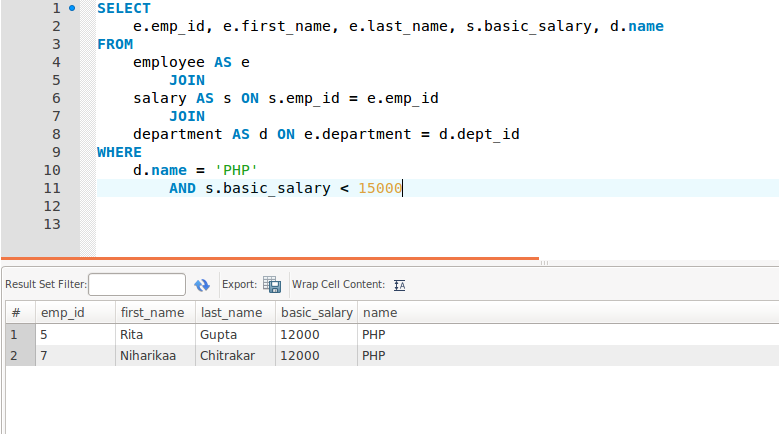 1 SELECT
2 e.emp_id, e.first_name, e.last_name, s.basic_salary, d.name
3 FROM
4 employee AS e
5 JOIN
6 salary AS s ON s.emp_id = e.emp_id
7 JOIN
8 department AS d ON e.department = d.dept_id
9 WHERE
10 d.name = 'PHP'
11 AND s.basic_salary < 15000
12
13
Result Set Filter: Export: Wrap Cell Content: IA
# emp_id first_name last_name basic_salary name
1 5 Rita Gupta 12000 PHP
2 7 Niharikaa Chitrakar 12000 PHP